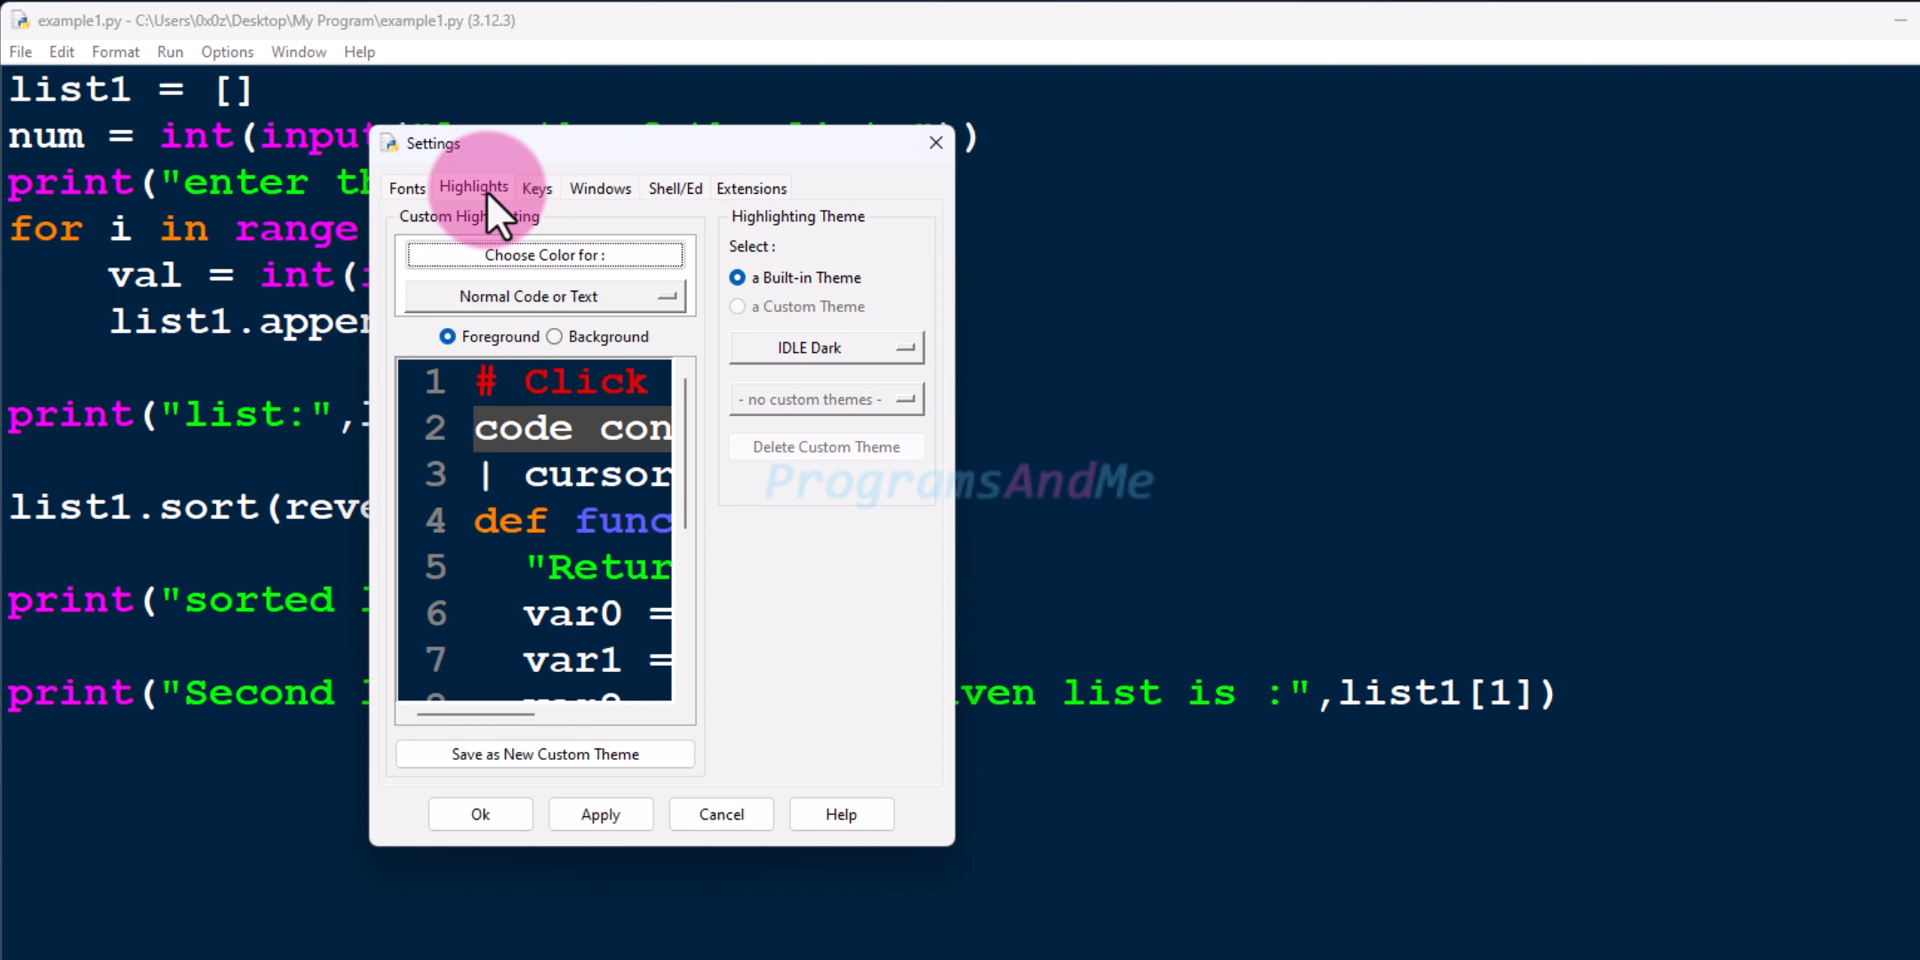 example1.py - C:\Users\0x0z\Desktop\My Program\example1.py (3.12.3)
File Edit Format Run Options Window Help
list1 = []
num = int(input )
print("enter
for i in range
val = int(
list1.appen
print("list:",
list1.sort(reve
print("sorted
print("Second ven list is :",list1[1])
Settings
Fonts Highlights Keys Windows Shell/Ed Extensions
Custom Highlighting
Choose Color for :
Normal Code or Text
Foreground Background
1 # Click
2 code con
3 | cursor
4 def func
5 "Retur
6 var0 =
7 var1 =
Save as New Custom Theme
Highlighting Theme
Select :
a Built-in Theme
a Custom Theme
IDLE Dark
- no custom themes -
Delete Custom Theme
ProgramsAndMe
Ok Apply Cancel Help